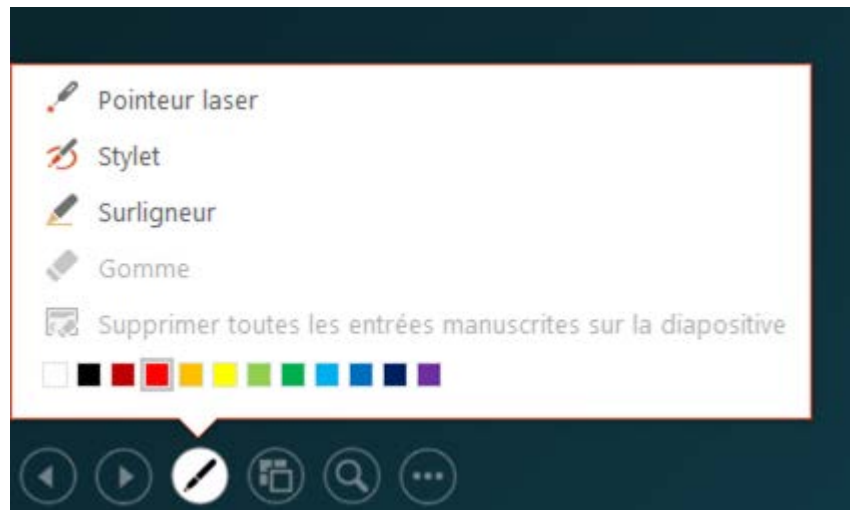 Pointeur laser
Stylet
Surligneur
Gomme
Supprimer toutes les entrées manuscrites sur la diapositive